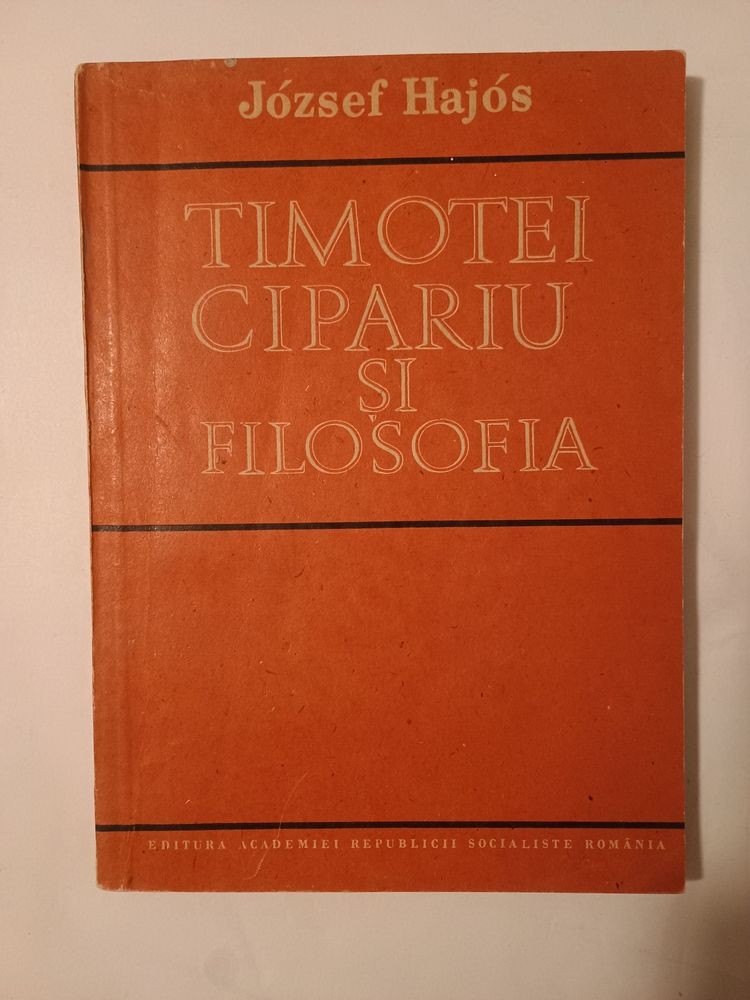 József Hajós
TIMOTEI
CIPARIU
ȘI
FILOSOFIA
EDITURA ACADEMIEI REPUBLICII SOCIALISTE ROMÂNIA